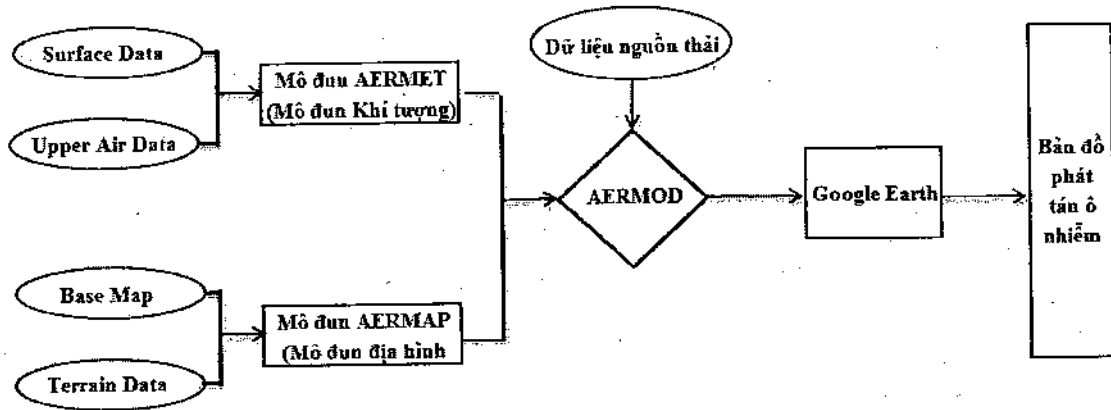 Surface Data
Upper Air Data
Mô đun AERMET
(Mô đun Khí tượng)
Base Map
Terrain Data
Mô đun AERMAP
(Mô đun địa hình
Dữ liệu nguồn thải
AERMOD
Google Earth
Bản đồ
phát
tán ô
nhiễm